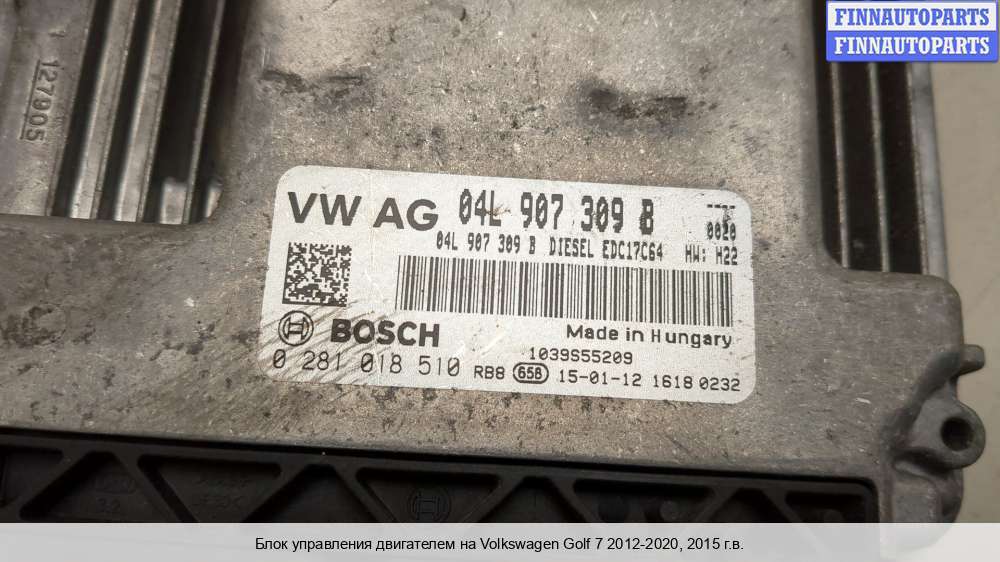 FINNAUTOPARTS
FINNAUTOPARTS
1 127905
VW AG 04L 907 309 B
0020
04L 907 309 B DIESEL EDC17C64 HW: H22
BOSCH
Made in Hungary
1039S55209
0 281 018 510 RB8 658 15-01-12 1618 0232
Блок управления двигателем на Volkswagen Golf 7 2012-2020, 2015 г.в.